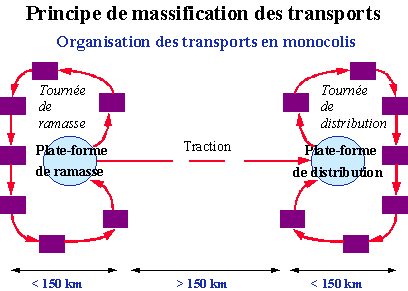 Principe de massification des transports
Organisation des transports en monocolis
Tournée
de
ramasse
Tournée
de
distribution
Plate-forme
de ramasse
Traction
Plate-forme
de distribution
< 150 km
> 150 km
< 150 km